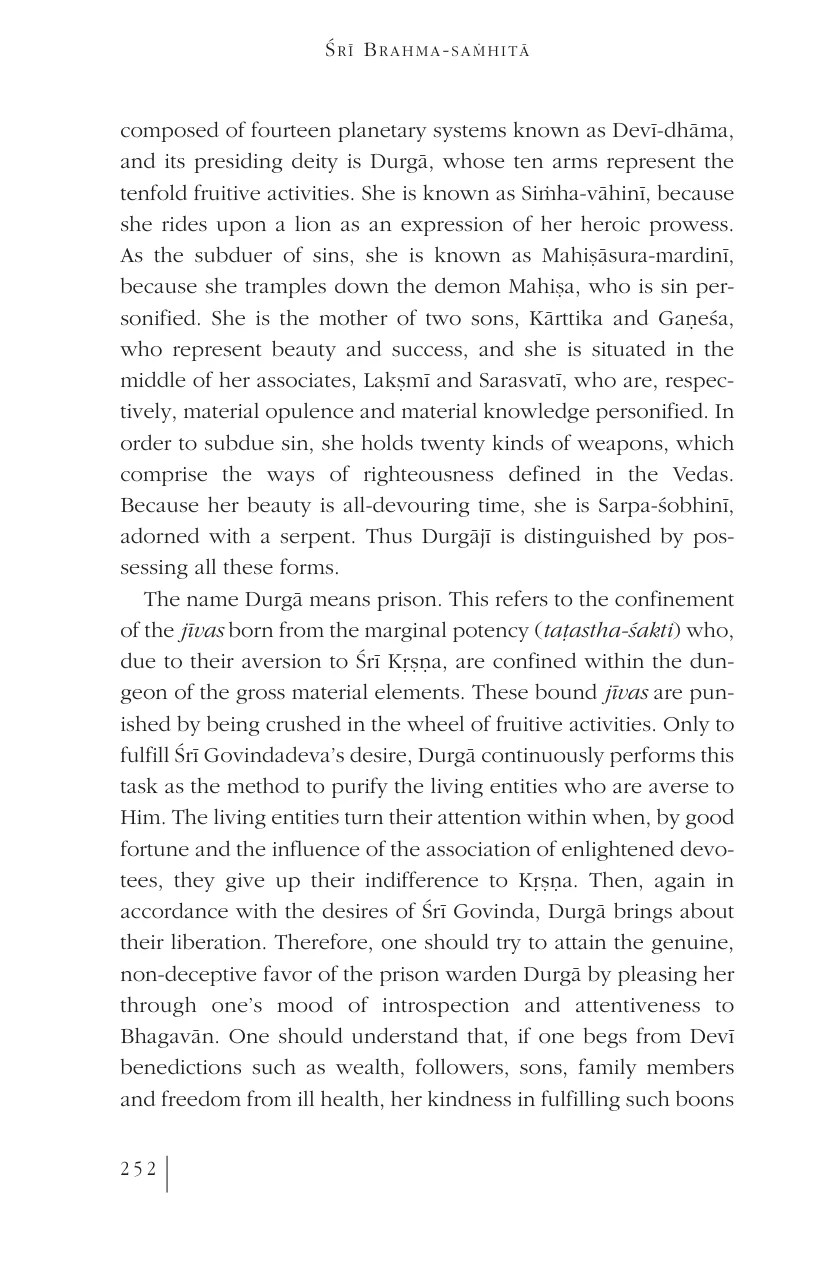 Śrī Brahma-saṁhitā
composed of fourteen planetary systems known as Devī-dhāma,
and its presiding deity is Durgā, whose ten arms represent the
tenfold fruitive activities. She is known as Siṁha-vāhinī, because
she rides upon a lion as an expression of her heroic prowess.
As the subduer of sins, she is known as Mahiṣāsura-mardinī,
because she tramples down the demon Mahiṣa, who is sin per-
sonified. She is the mother of two sons, Kārttika and Gaṇeśa,
who represent beauty and success, and she is situated in the
middle of her associates, Lakṣmī and Sarasvatī, who are, respec-
tively, material opulence and material knowledge personified. In
order to subdue sin, she holds twenty kinds of weapons, which
comprise the ways of righteousness defined in the Vedas.
Because her beauty is all-devouring time, she is Sarpa-śobhinī,
adorned with a serpent. Thus Durgājī is distinguished by pos-
sessing all these forms.
The name Durgā means prison. This refers to the confinement
of the jīvas born from the marginal potency (taṭastha-śakti) who,
due to their aversion to Śrī Kṛṣṇa, are confined within the dun-
geon of the gross material elements. These bound jīvas are pun-
ished by being crushed in the wheel of fruitive activities. Only to
fulfill Śrī Govindadeva’s desire, Durgā continuously performs this
task as the method to purify the living entities who are averse to
Him. The living entities turn their attention within when, by good
fortune and the influence of the association of enlightened devo-
tees, they give up their indifference to Kṛṣṇa. Then, again in
accordance with the desires of Śrī Govinda, Durgā brings about
their liberation. Therefore, one should try to attain the genuine,
non-deceptive favor of the prison warden Durgā by pleasing her
through one’s mood of introspection and attentiveness to
Bhagavān. One should understand that, if one begs from Devī
benedictions such as wealth, followers, sons, family members
and freedom from ill health, her kindness in fulfilling such boons
252